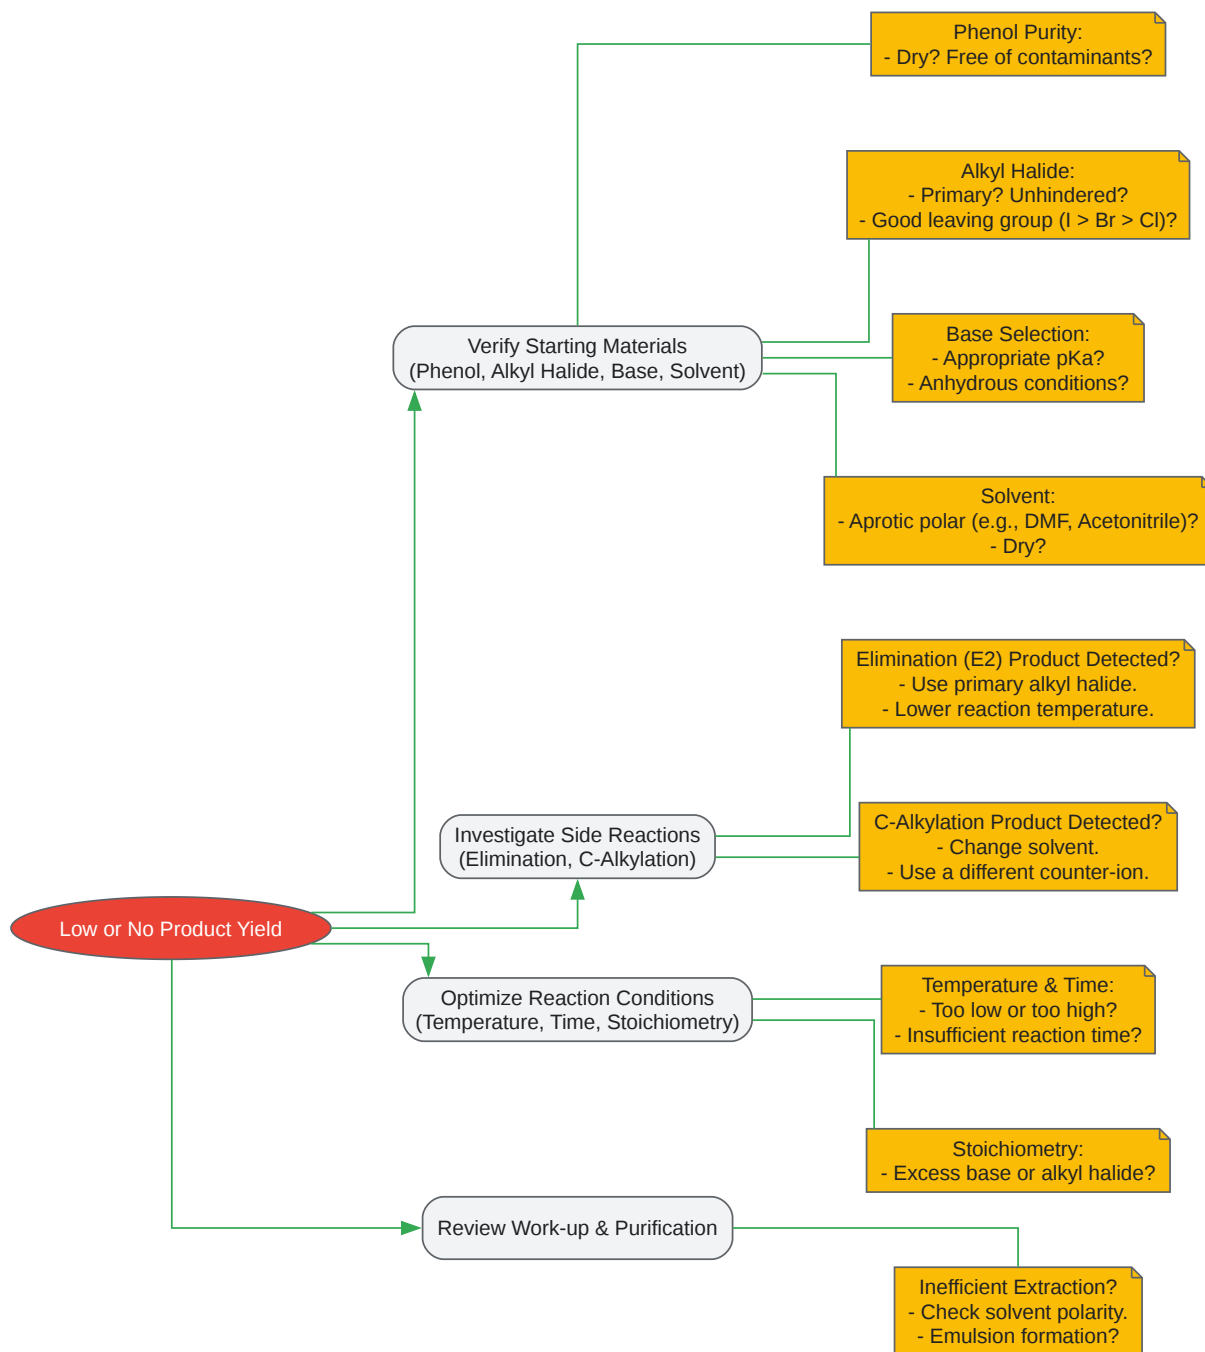 Phenol Purity:
- Dry? Free of contaminants?
Alkyl Halide:
- Primary? Unhindered?
- Good leaving group (I > Br > Cl)?
Base Selection:
- Appropriate pKa?
- Anhydrous conditions?
Verify Starting Materials
(Phenol, Alkyl Halide, Base, Solvent)
Solvent:
- Aprotic polar (e.g., DMF, Acetonitrile)?
- Dry?
Elimination (E2) Product Detected?
- Use primary alkyl halide.
- Lower reaction temperature.
Investigate Side Reactions
(Elimination, C-Alkylation)
C-Alkylation Product Detected?
- Change solvent.
- Use a different counter-ion.
Low or No Product Yield
Optimize Reaction Conditions
(Temperature, Time, Stoichiometry)
Temperature & Time:
- Too low or too high?
- Insufficient reaction time?
Stoichiometry:
- Excess base or alkyl halide?
Review Work-up & Purification
Inefficient Extraction?
- Check solvent polarity.
- Emulsion formation?